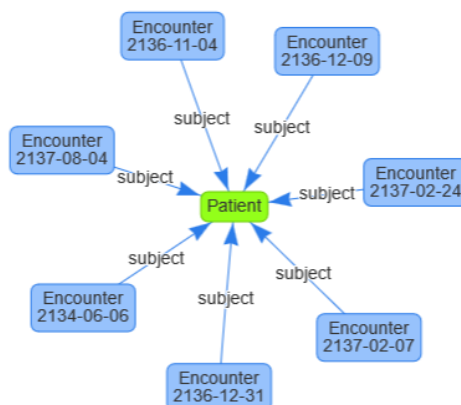 Encounter
2136-11-04
Encounter
2136-12-09
subject
subject
Encounter
2137-08-04
subject
Encounter
2137-02-24
subject
Patient
subject
subject
subject
Encounter
2134-06-06
Encounter
2137-02-07
Encounter
2136-12-31